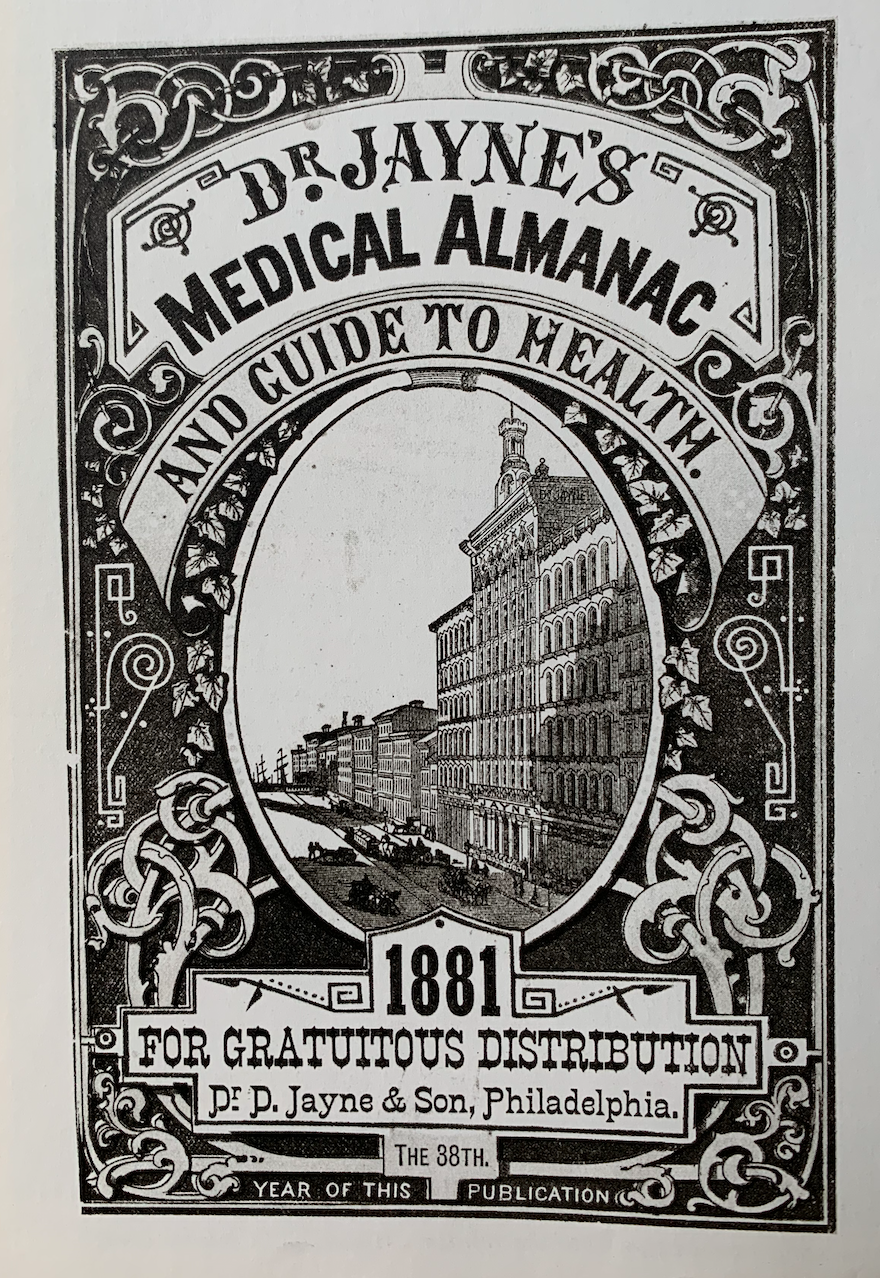 DR. JAYNE'S
MEDICAL ALMANAC
AND GUIDE TO HEALTH.
DR JAYNE
1881
FOR GRATUITOUS DISTRIBUTION
Dr D. Jayne & Son, Philadelphia.
THE 38TH.
YEAR OF THIS PUBLICATION